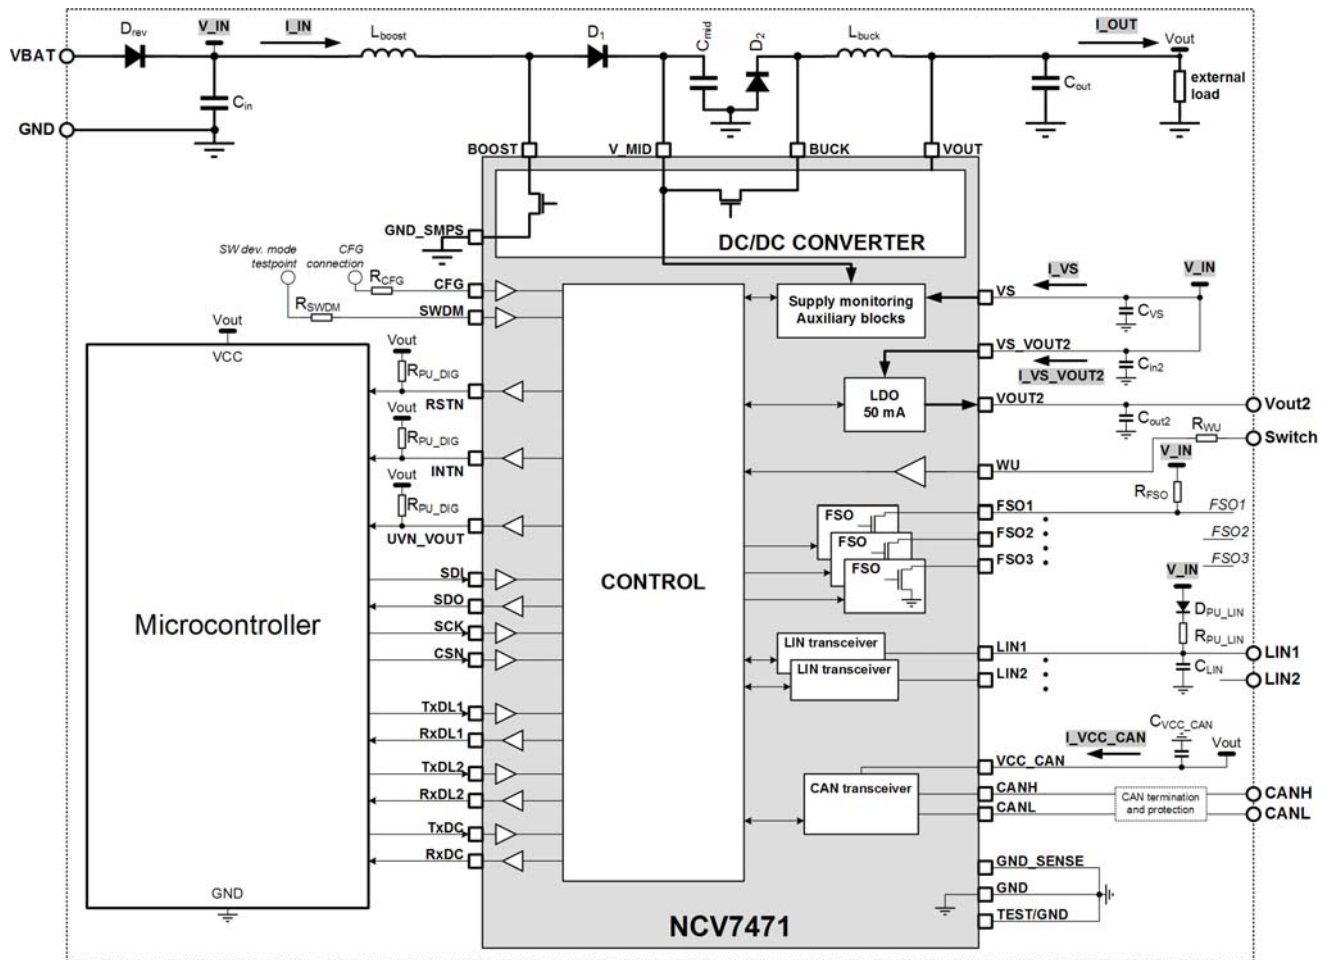 D_rev
V_IN
I_IN
L_boost
D_1
C_mid
D_2
L_buck
I_OUT
Vout
VBAT
C_in
C_out
external
load
GND
BOOST
V_MID
BUCK
VOUT
GND_SMPS
DC/DC CONVERTER
SW dev. mode
testpoint
CFG
connection
R_CFG
CFG
R_SWDM
SWDM
Supply monitoring
Auxiliary blocks
I_VS
V_IN
VS
C_VS
VS_VOUT2
I_VS_VOUT2
C_in2
LDO
50 mA
VOUT2
C_out2
Vout2
R_WU
Switch
WU
V_IN
R_FSO
Vout
VCC
Vout
R_PU_DIG
RSTN
Vout
R_PU_DIG
INTN
Vout
R_PU_DIG
UVN_VOUT
FSO
FSO1
FSO1
FSO
FSO2
FSO2
FSO
FSO3
FSO3
SDI
SDO
SCK
CSN
CONTROL
Microcontroller
V_IN
D_PU_LIN
R_PU_LIN
LIN transceiver
LIN1
LIN1
LIN transceiver
LIN2
C_LIN
LIN2
TxDL1
RxDL1
TxDL2
RxDL2
TxDC
RxDC
I_VCC_CAN
C_VCC_CAN
Vout
VCC_CAN
CAN transceiver
CANH
CANL
CAN termination
and protection
CANH
CANL
GND_SENSE
GND
TEST/GND
GND
NCV7471